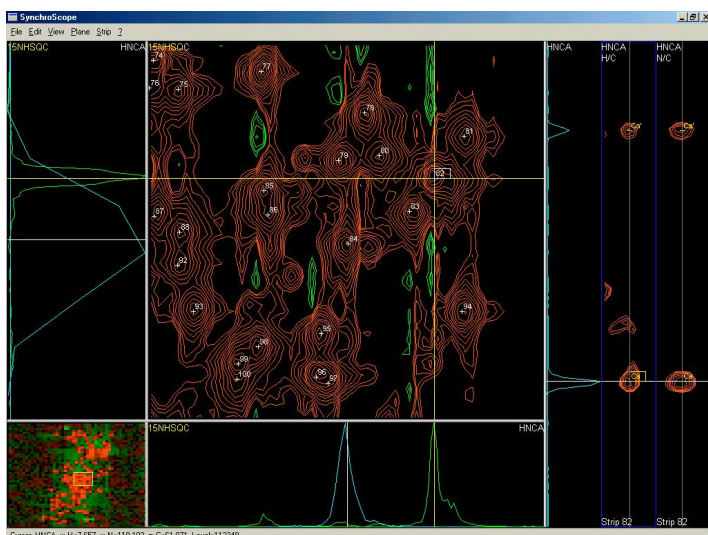 SynchroScope
File Edit View Plane Strip ?
15NHSQC HNCA
15NHSQC
HNCA
HNCA H/C
HNCA N/C
74
76
75
77
78
79
80
81
82
85
86
87
88
83
84
92
93
94
95
98
99
100
96
97
Ca'
Ca'
Ca
Ca
15NHSQC HNCA
Strip 82
Strip 82